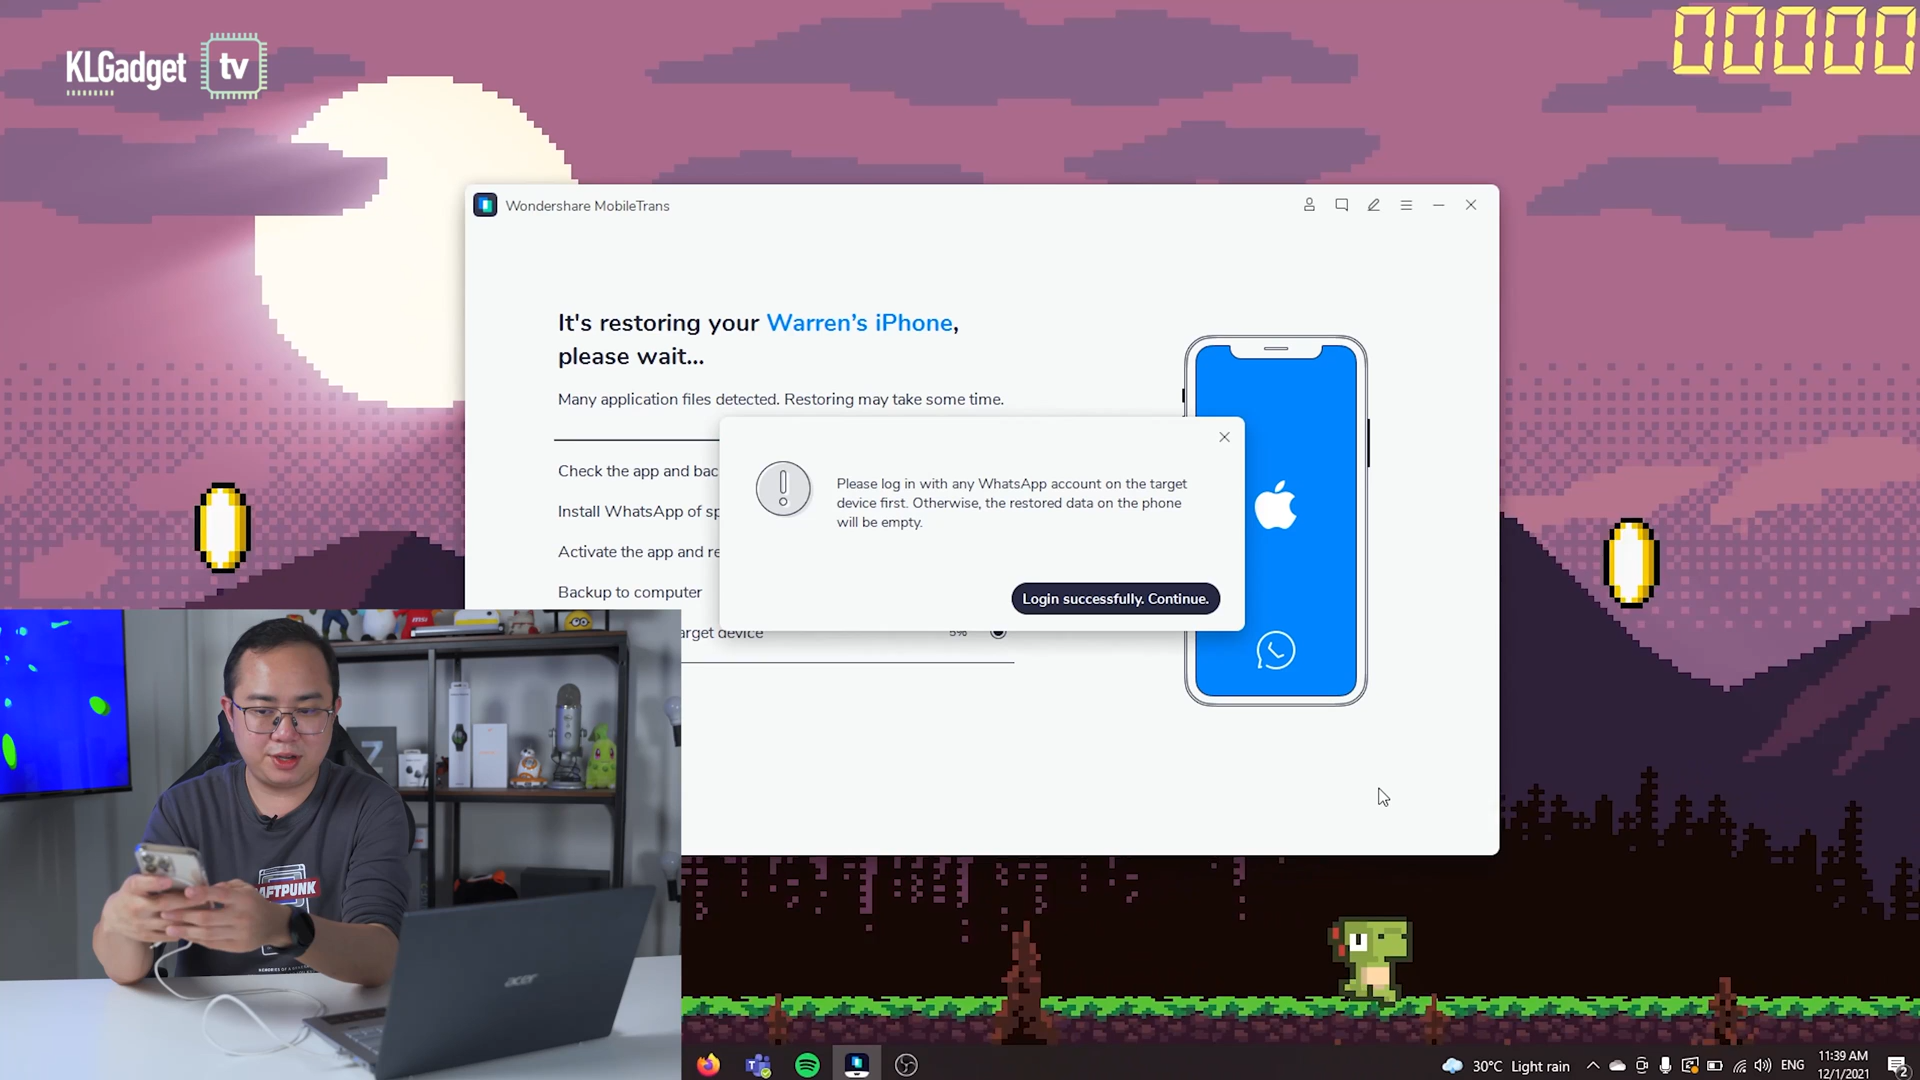 KLGadget tv
00000
Wondershare MobileTrans
It's restoring your Warren's iPhone,
please wait...
Many application files detected. Restoring may take some time.
Check the app and bac
Install WhatsApp of sp
Activate the app and re
Backup to computer
arget device
5%
Please log in with any WhatsApp account on the target
device first. Otherwise, the restored data on the phone
will be empty.
Login successfully. Continue.
AFTPUNK
acer
30°C Light rain
ENG
11:39 AM
12/1/2021
2